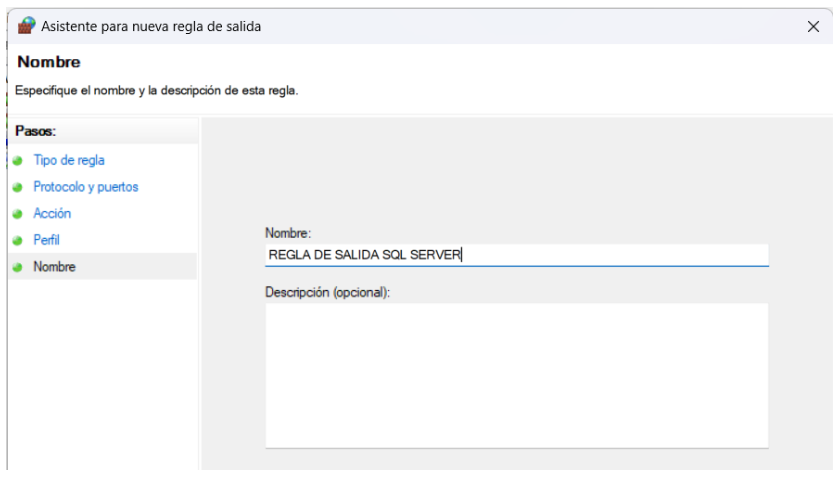 Asistente para nueva regla de salida
Nombre
Especifique el nombre y la descripción de esta regla.
Pasos:
Tipo de regla
Protocolo y puertos
Acción
Perfil
Nombre
Nombre:
REGLA DE SALIDA SQL SERVER
Descripción (opcional):